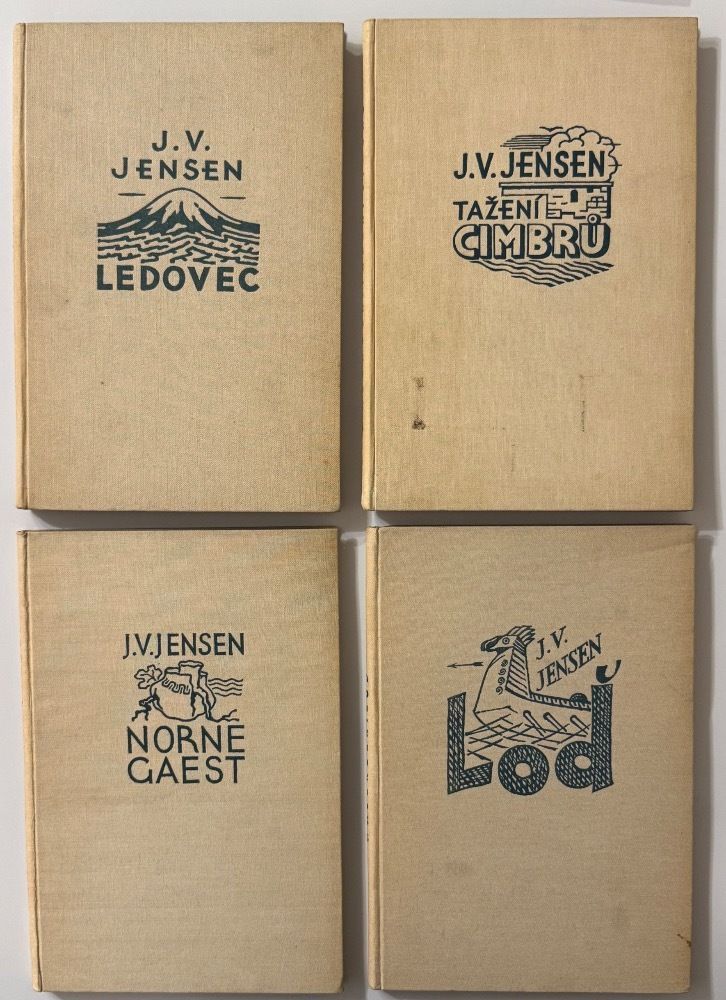 J. V.
JENSEN
LEDOVEC
J.V. JENSEN
TAŽENÍ
CIMBRŮ
J.V. JENSEN
NORNE
GAEST
J. V.
JENSEN
Loď